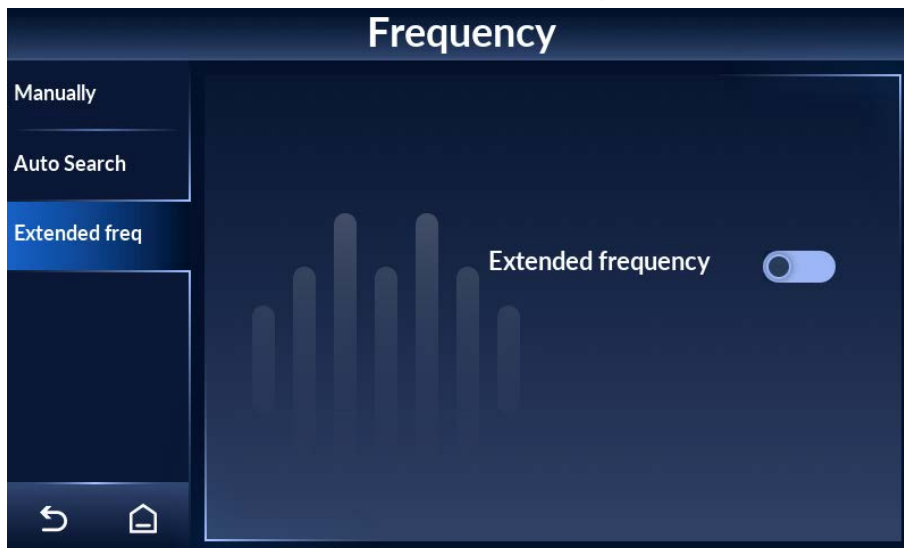 Frequency
Manually
Auto Search
Extended freq
Extended frequency